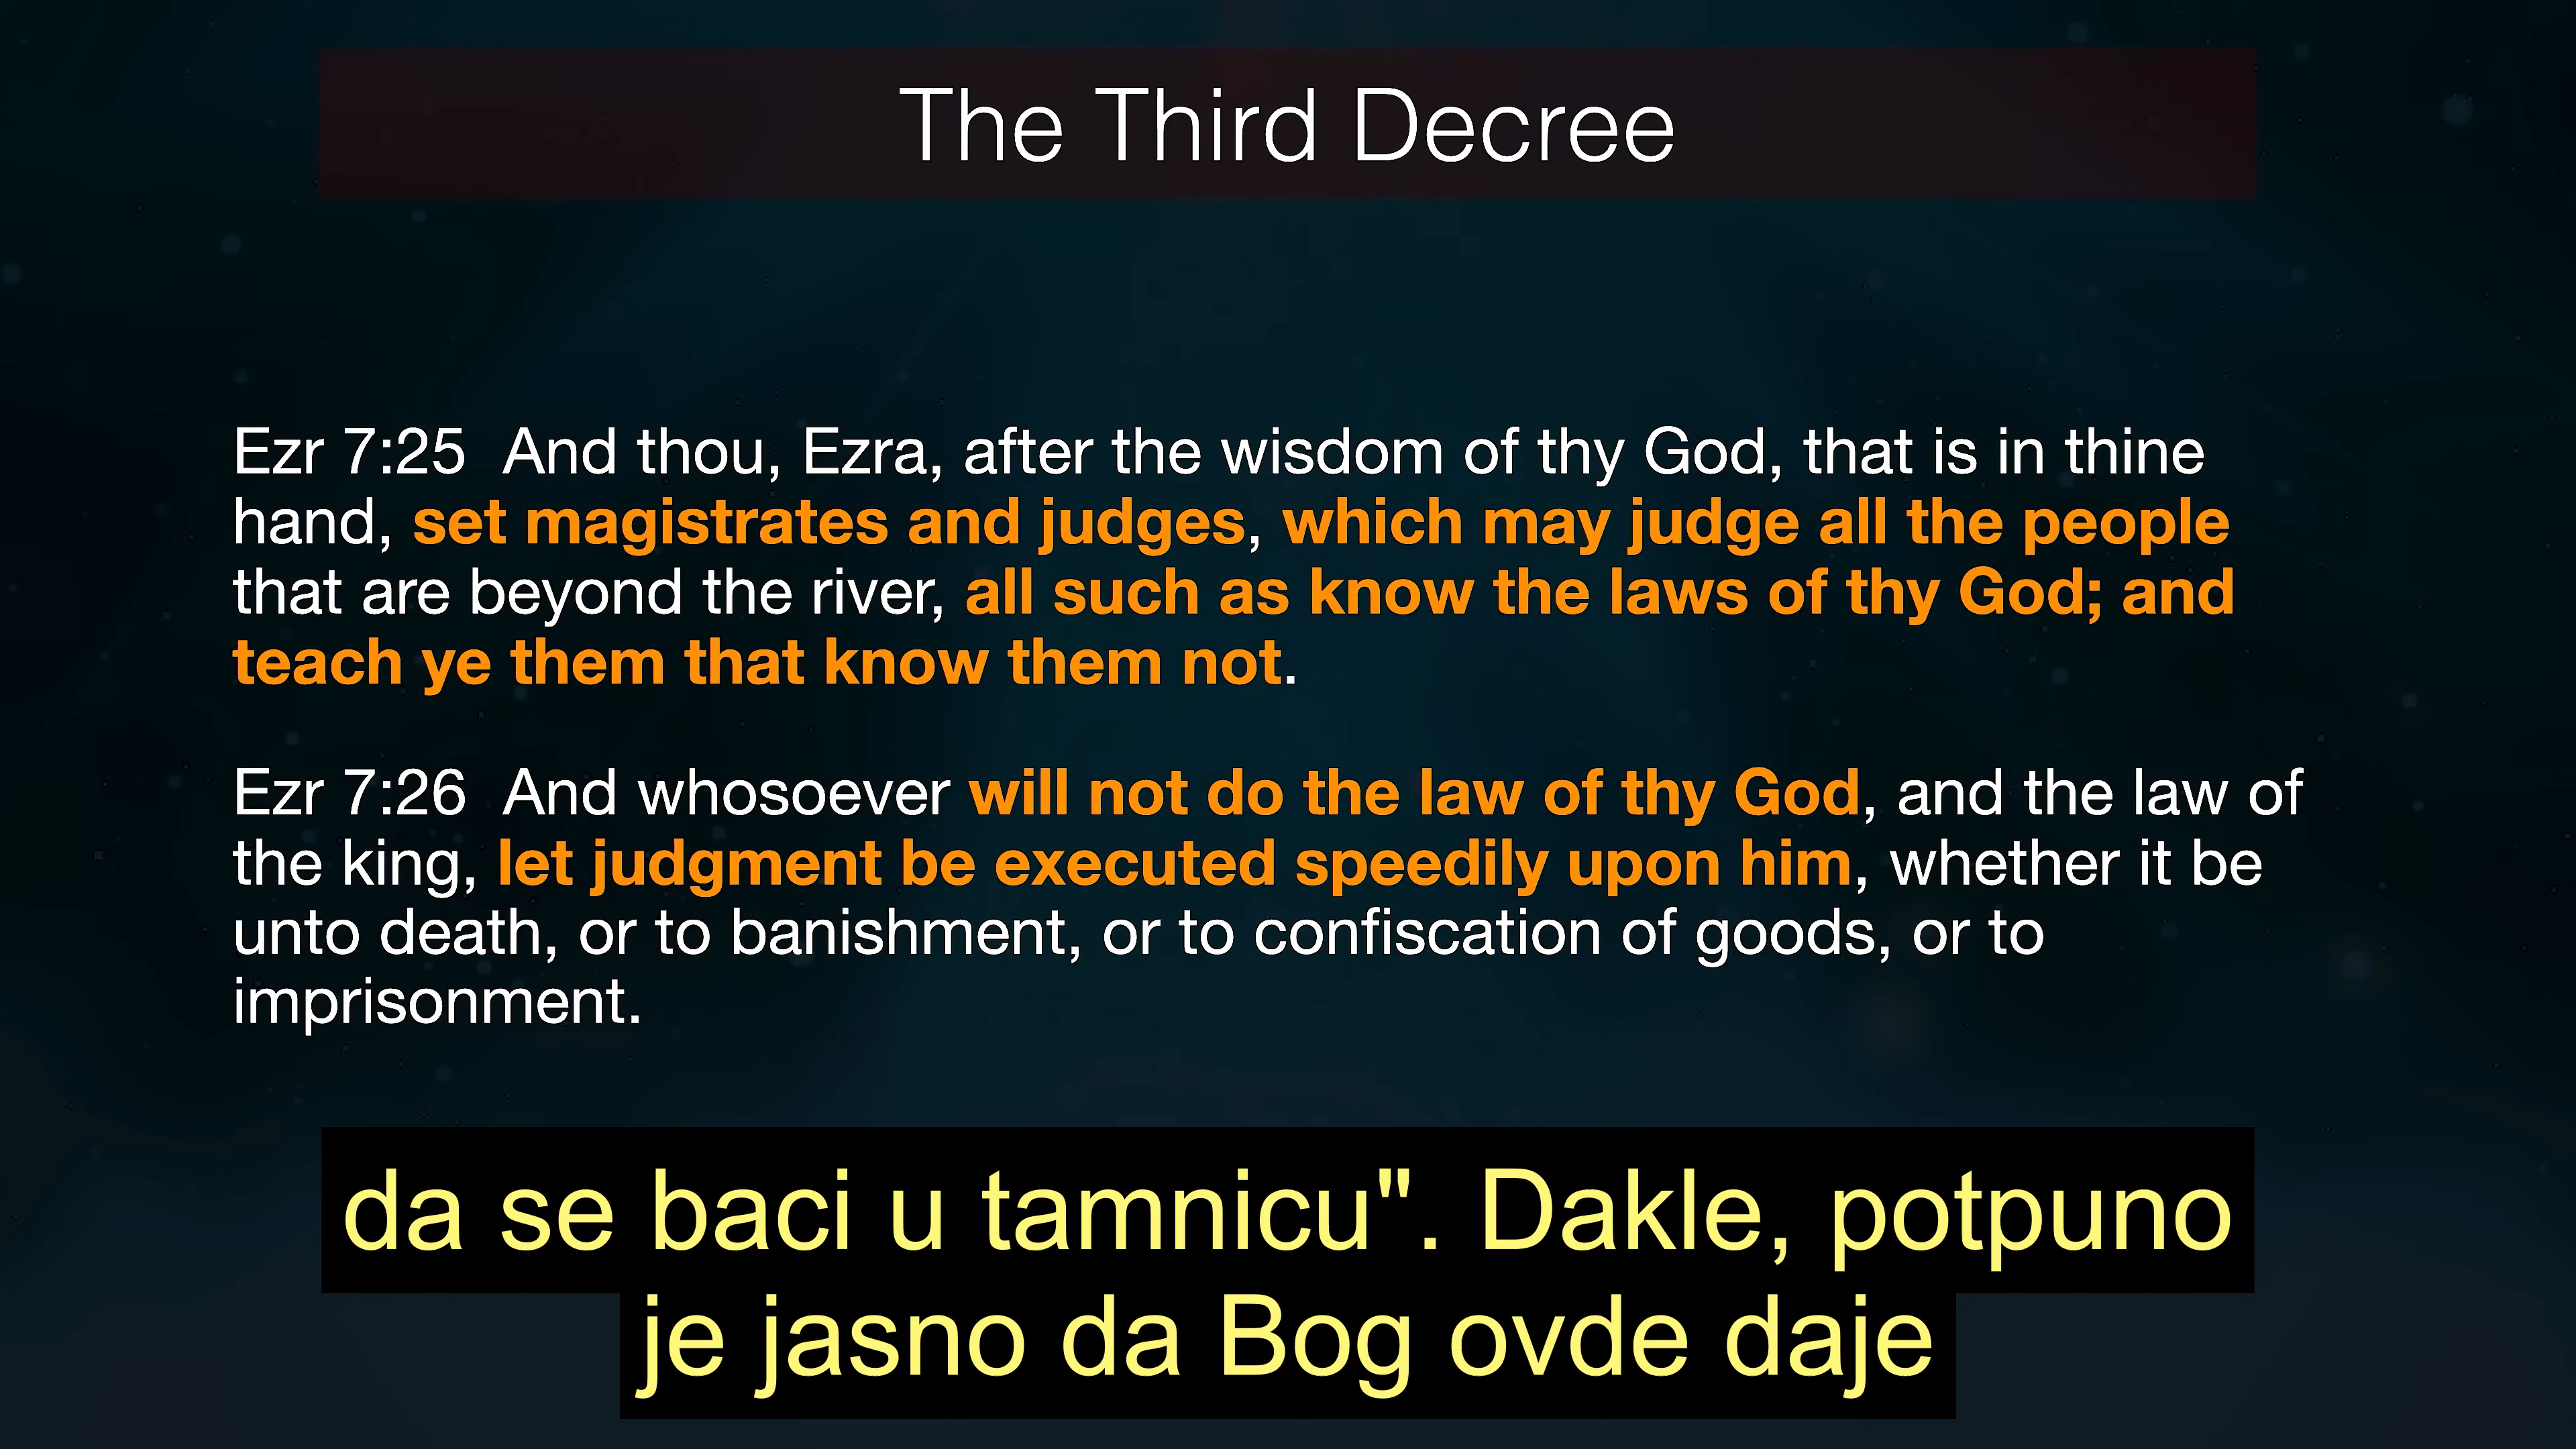 The Third Decree
Ezr 7:25  And thou, Ezra, after the wisdom of thy God, that is in thine
hand, set magistrates and judges, which may judge all the people
that are beyond the river, all such as know the laws of thy God; and
teach ye them that know them not.
Ezr 7:26  And whosoever will not do the law of thy God, and the law of
the king, let judgment be executed speedily upon him, whether it be
unto death, or to banishment, or to confiscation of goods, or to
imprisonment.
da se baci u tamnicu". Dakle, potpuno
je jasno da Bog ovde daje